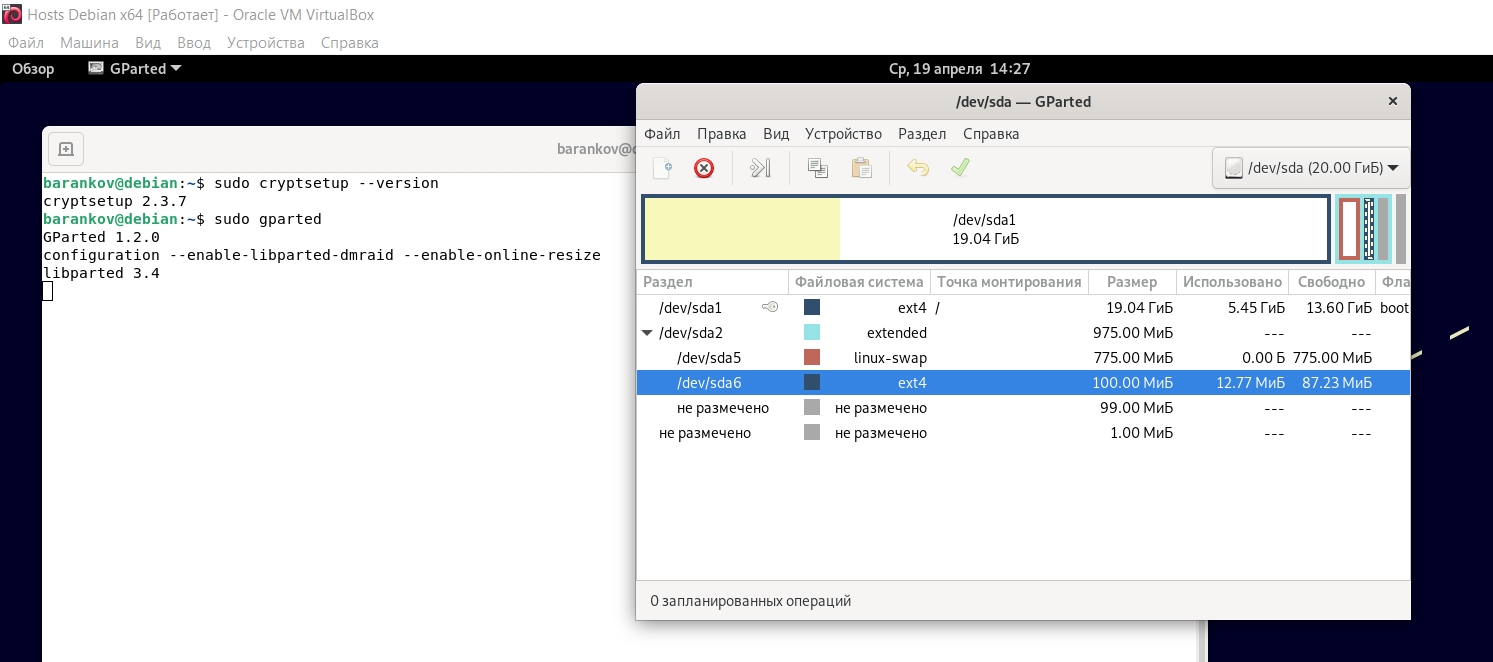 Hosts Debian x64 [Работает] - Oracle VM VirtualBox
Файл Машина Вид Ввод Устройства Справка
Обзор GParted Ср, 19 апреля 14:27
barankov@
barankov@debian:~$ sudo cryptsetup --version
cryptsetup 2.3.7
barankov@debian:~$ sudo gparted
GParted 1.2.0
configuration --enable-libparted-dmraid --enable-online-resize
libparted 3.4
/dev/sda — GParted
Файл Правка Вид Устройство Раздел Справка
/dev/sda (20.00 ГиБ)
/dev/sda1
19.04 ГиБ
Раздел Файловая система Точка монтирования Размер Использовано Свободно Фла
/dev/sda1 ext4 / 19.04 ГиБ 5.45 ГиБ 13.60 ГиБ boot
/dev/sda2 extended 975.00 МиБ --- ---
/dev/sda5 linux-swap 775.00 МиБ 0.00 Б 775.00 МиБ
/dev/sda6 ext4 100.00 МиБ 12.77 МиБ 87.23 МиБ
не размечено не размечено 99.00 МиБ --- ---
не размечено не размечено 1.00 МиБ --- ---
0 запланированных операций